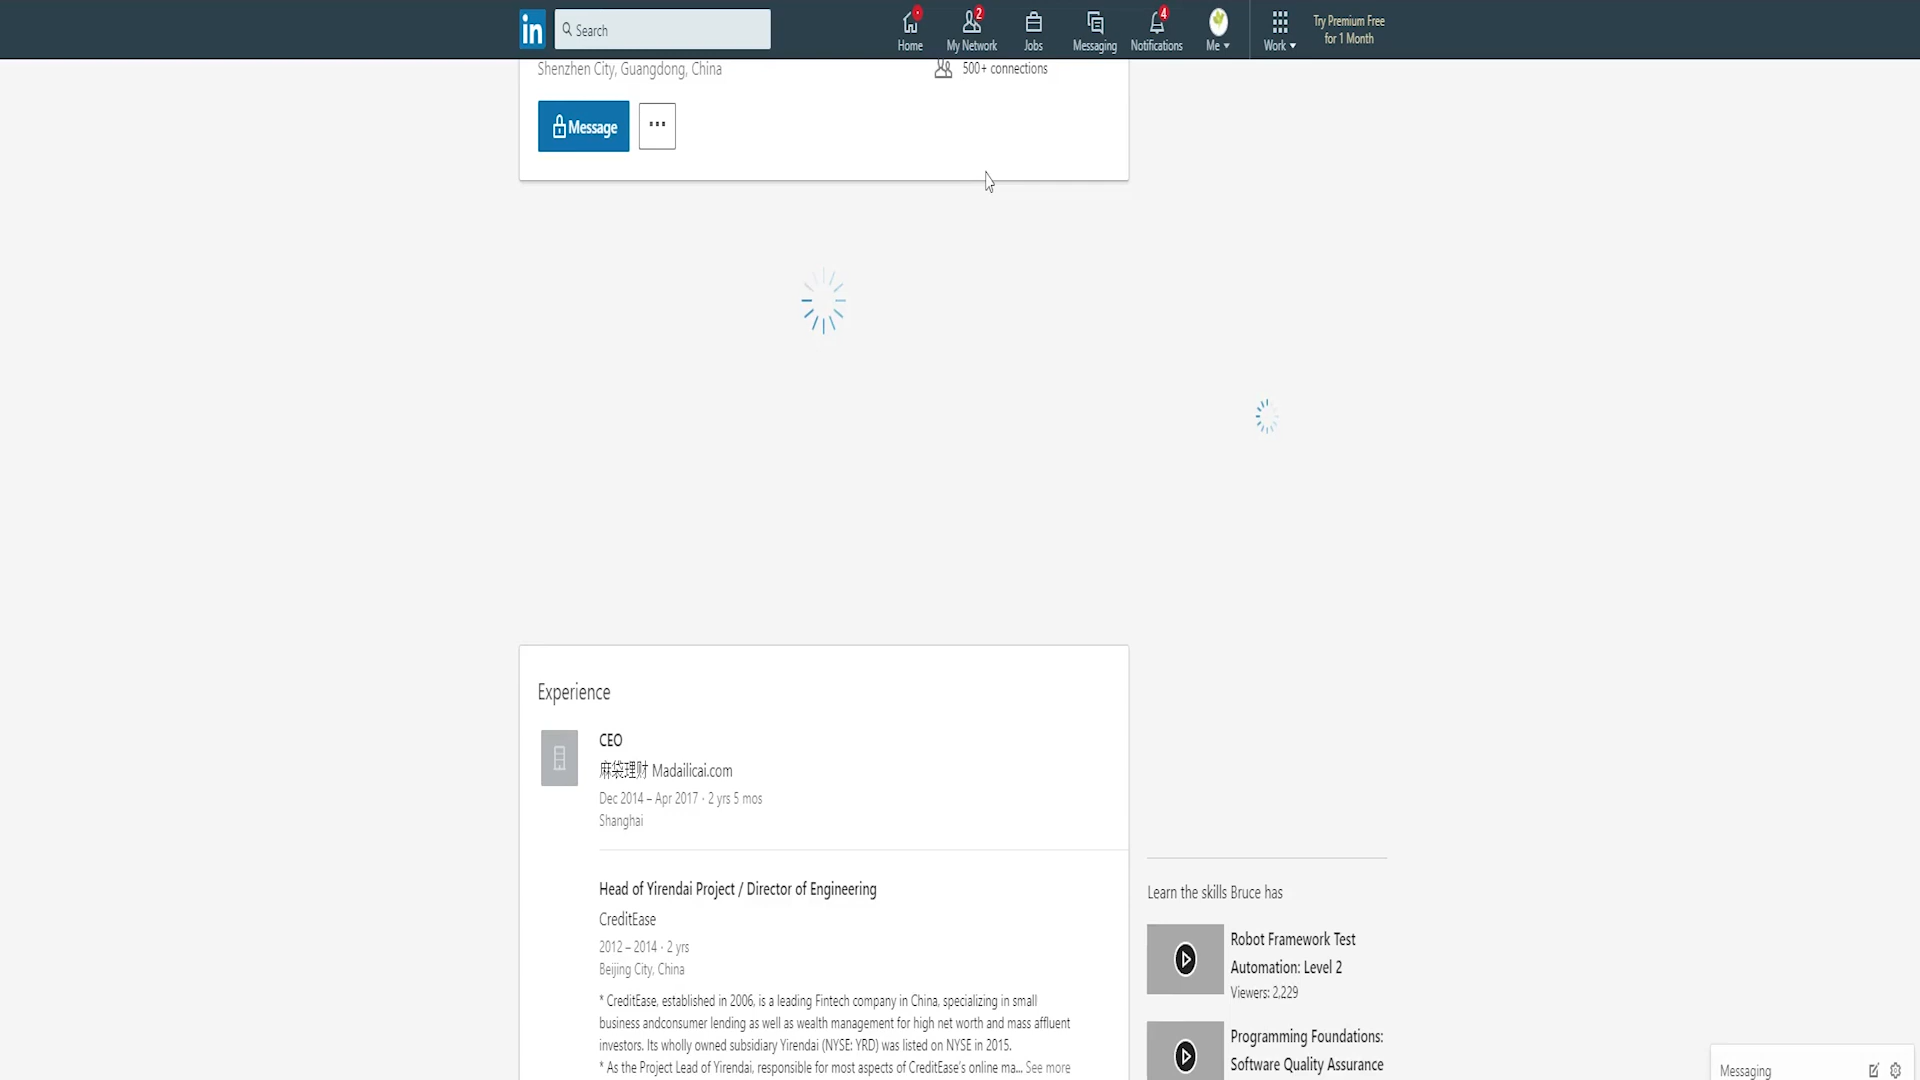 in
Search
Home
2
My Network
Jobs
Messaging
4
Notifications
Me
Work
Try Premium Free
for 1 Month
Shenzhen City, Guangdong, China
500+ connections
Message
...
Experience
CEO
麻袋理财 Madailicai.com
Dec 2014 – Apr 2017 · 2 yrs 5 mos
Shanghai
Head of Yirendai Project / Director of Engineering
CreditEase
2012 – 2014 · 2 yrs
Beijing City, China
* CreditEase, established in 2006, is a leading Fintech company in China, specializing in small
business andconsumer lending as well as wealth management for high net worth and mass affluent
investors. Its wholly owned subsidiary Yirendai (NYSE: YRD) was listed on NYSE in 2015.
* As the Project Lead of Yirendai, responsible for most aspects of CreditEase's online ma... See more
Learn the skills Bruce has
Robot Framework Test
Automation: Level 2
Viewers: 2,229
Programming Foundations:
Software Quality Assurance
Messaging